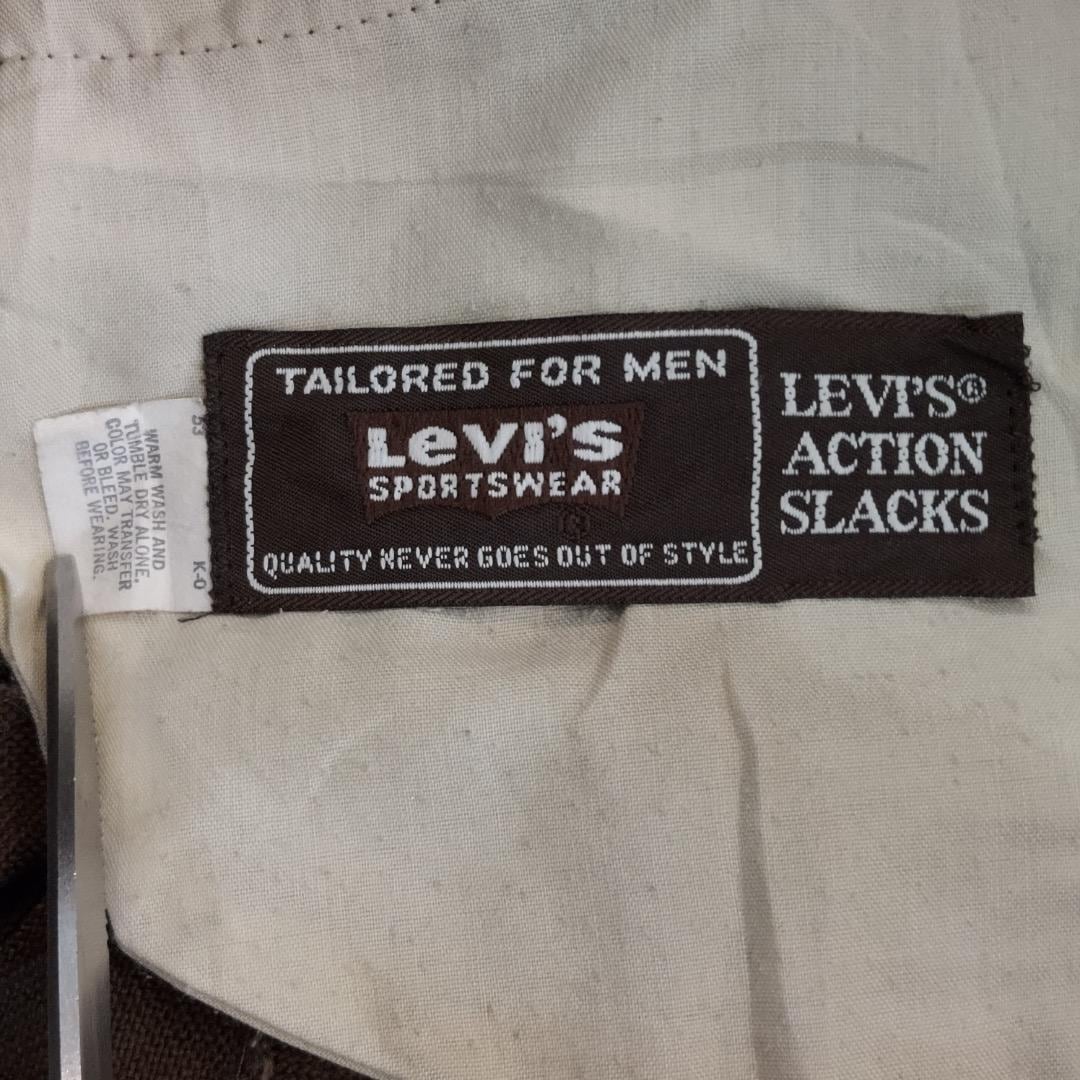 TAILORED FOR MEN
LEVI'S
SPORTSWEAR
®
QUALITY NEVER GOES OUT OF STYLE
LEVI'S®
ACTION
SLACKS
WARM WASH AND
TUMBLE DRY ALONE.
COLOR MAY TRANSFER
OR BLEED. WASH
BEFORE WEARING.
K-0